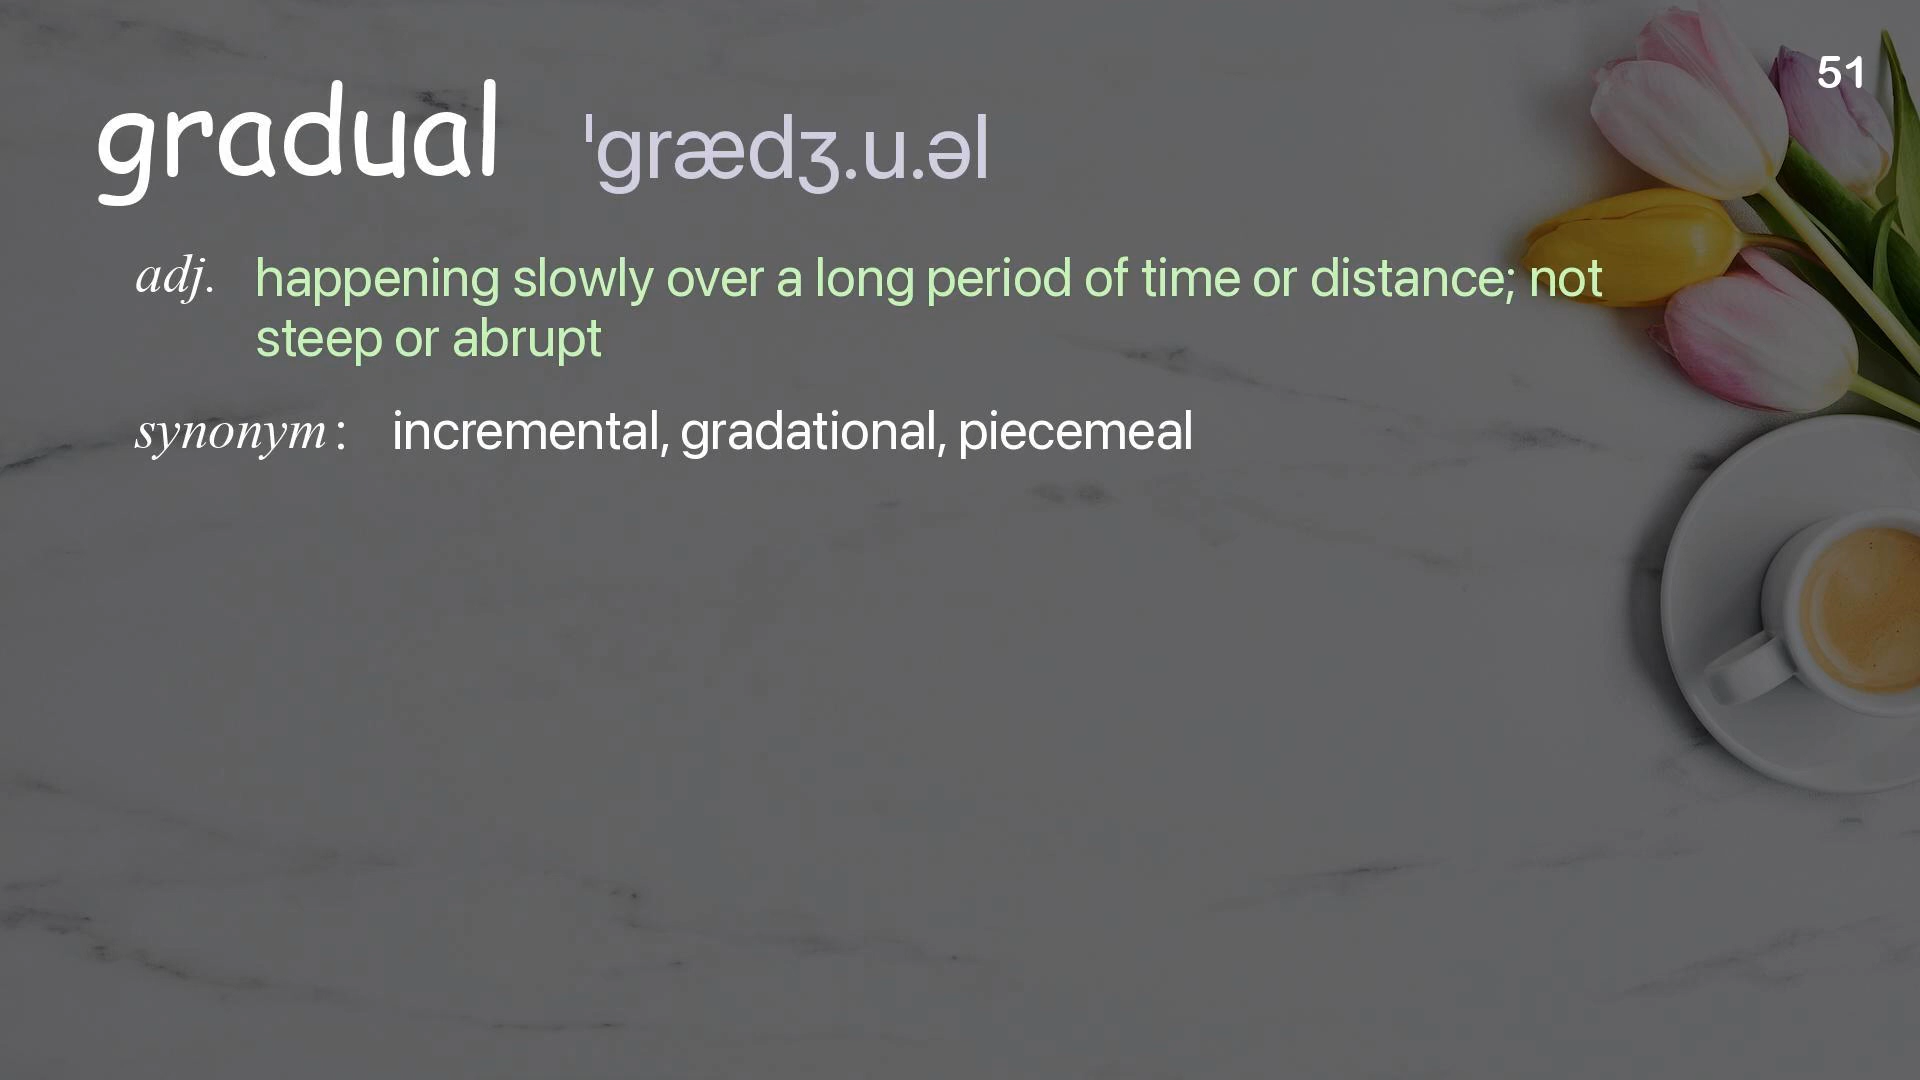 51
gradual ˈɡrædʒ.u.əl
adj. happening slowly over a long period of time or distance; not
steep or abrupt
synonym: incremental, gradational, piecemeal